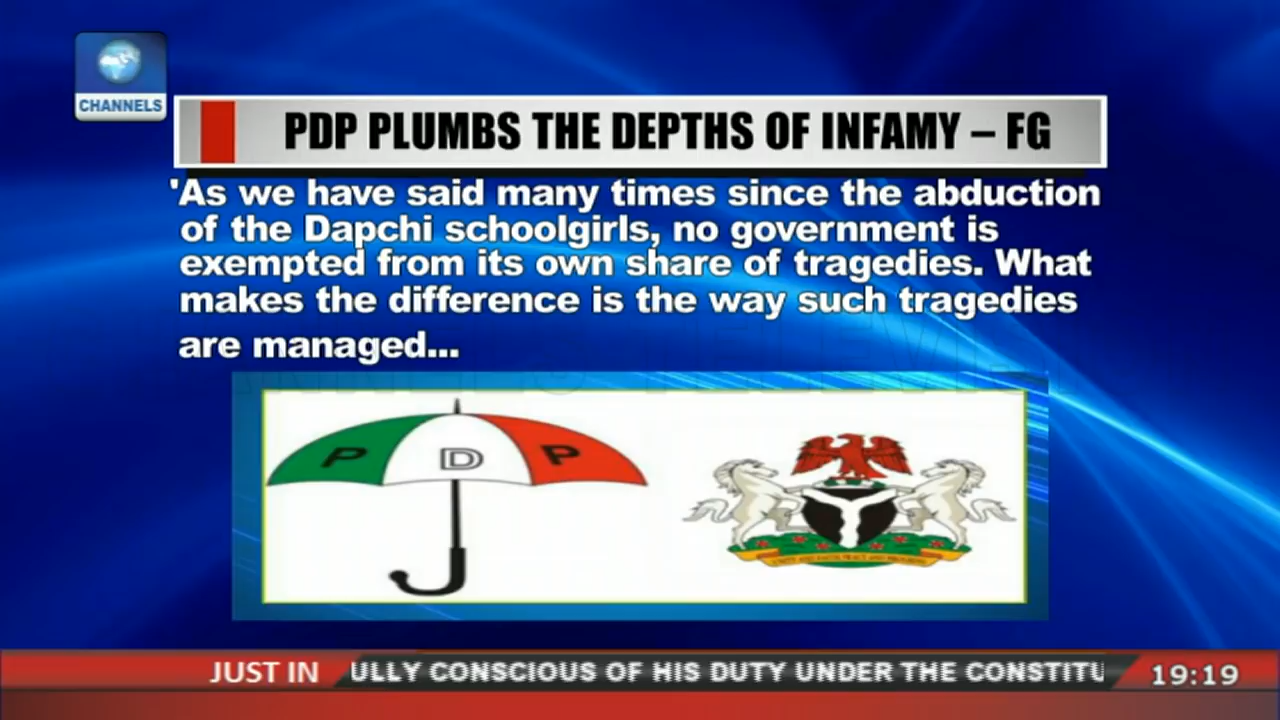 CHANNELS
PDP PLUMBS THE DEPTHS OF INFAMY – FG
'As we have said many times since the abduction
of the Dapchi schoolgirls, no government is
exempted from its own share of tragedies. What
makes the difference is the way such tragedies
are managed...
P D P
JUST IN
ULLY CONSCIOUS OF HIS DUTY UNDER THE CONSTITU
19:19